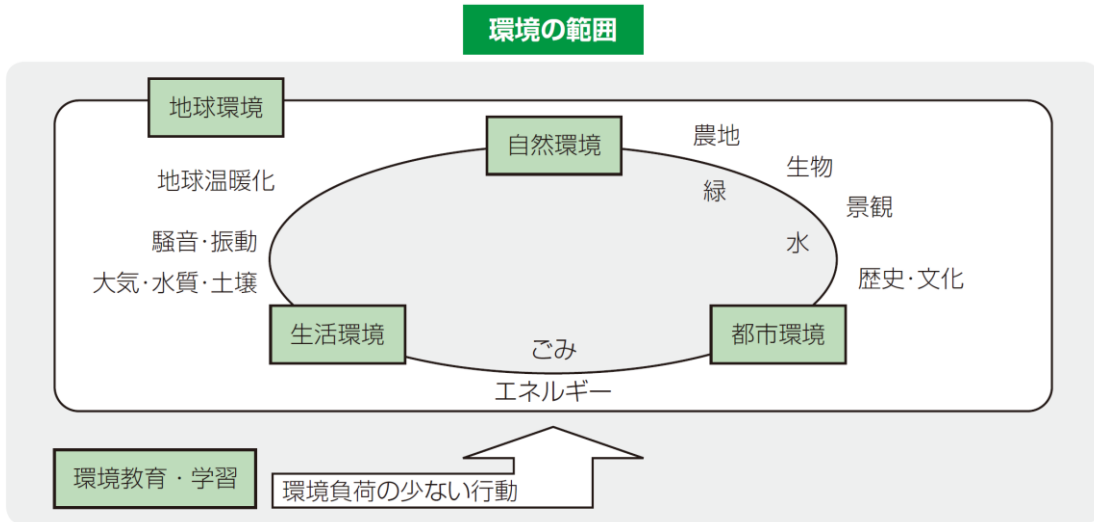 環境の範囲
地球環境
自然環境
農地
生物
地球温暖化
緑
景観
騒音・振動
水
大気・水質・土壌
歴史・文化
生活環境
都市環境
ごみ
エネルギー
環境教育・学習
環境負荷の少ない行動